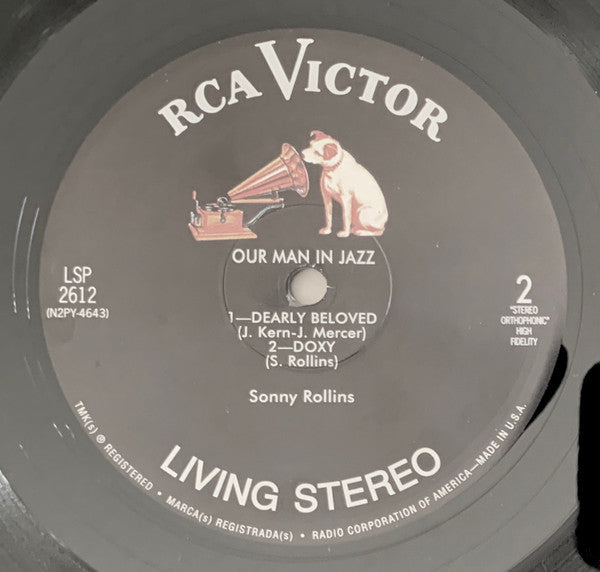 RCA VICTOR
OUR MAN IN JAZZ
LSP
2612
(N2PY-4643)
2
"STEREO
ORTHOPHONIC"
HIGH
FIDELITY
1—DEARLY BELOVED
(J. Kern-J. Mercer)
2—DOXY
(S. Rollins)
Sonny Rollins
LIVING STEREO
TMK(s) ® REGISTERED • MARCA(s) REGISTRADA(s) • RADIO CORPORATION OF AMERICA—MADE IN U.S.A.